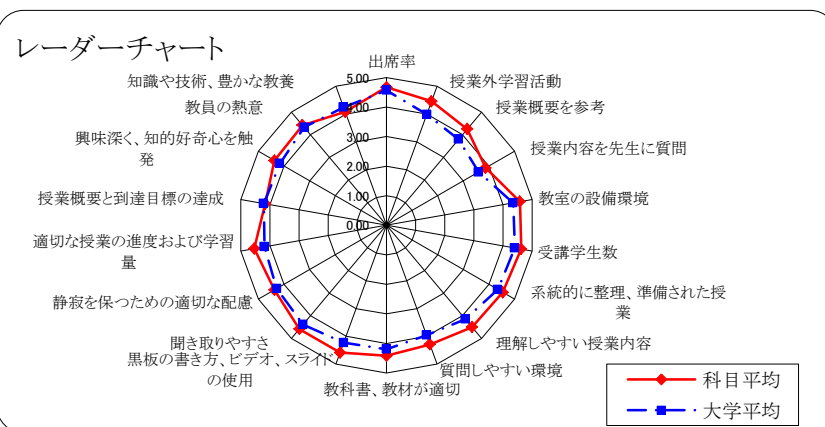 レーダーチャート
出席率
授業外学習活動
授業概要を参考
授業内容を先生に質問
教室の設備環境
受講学生数
系統的に整理、準備された授
業
理解しやすい授業内容
質問しやすい環境
教科書、教材が適切
黒板の書き方、ビデオ、スライド
の使用
聞き取りやすさ
静寂を保つための適切な配慮
適切な授業の進度および学習
量
授業概要と到達目標の達成
興味深く、知的好奇心を触
発
教員の熱意
知識や技術、豊かな教養
5.00
4.00
3.00
2.00
1.00
0.00
科目平均
大学平均